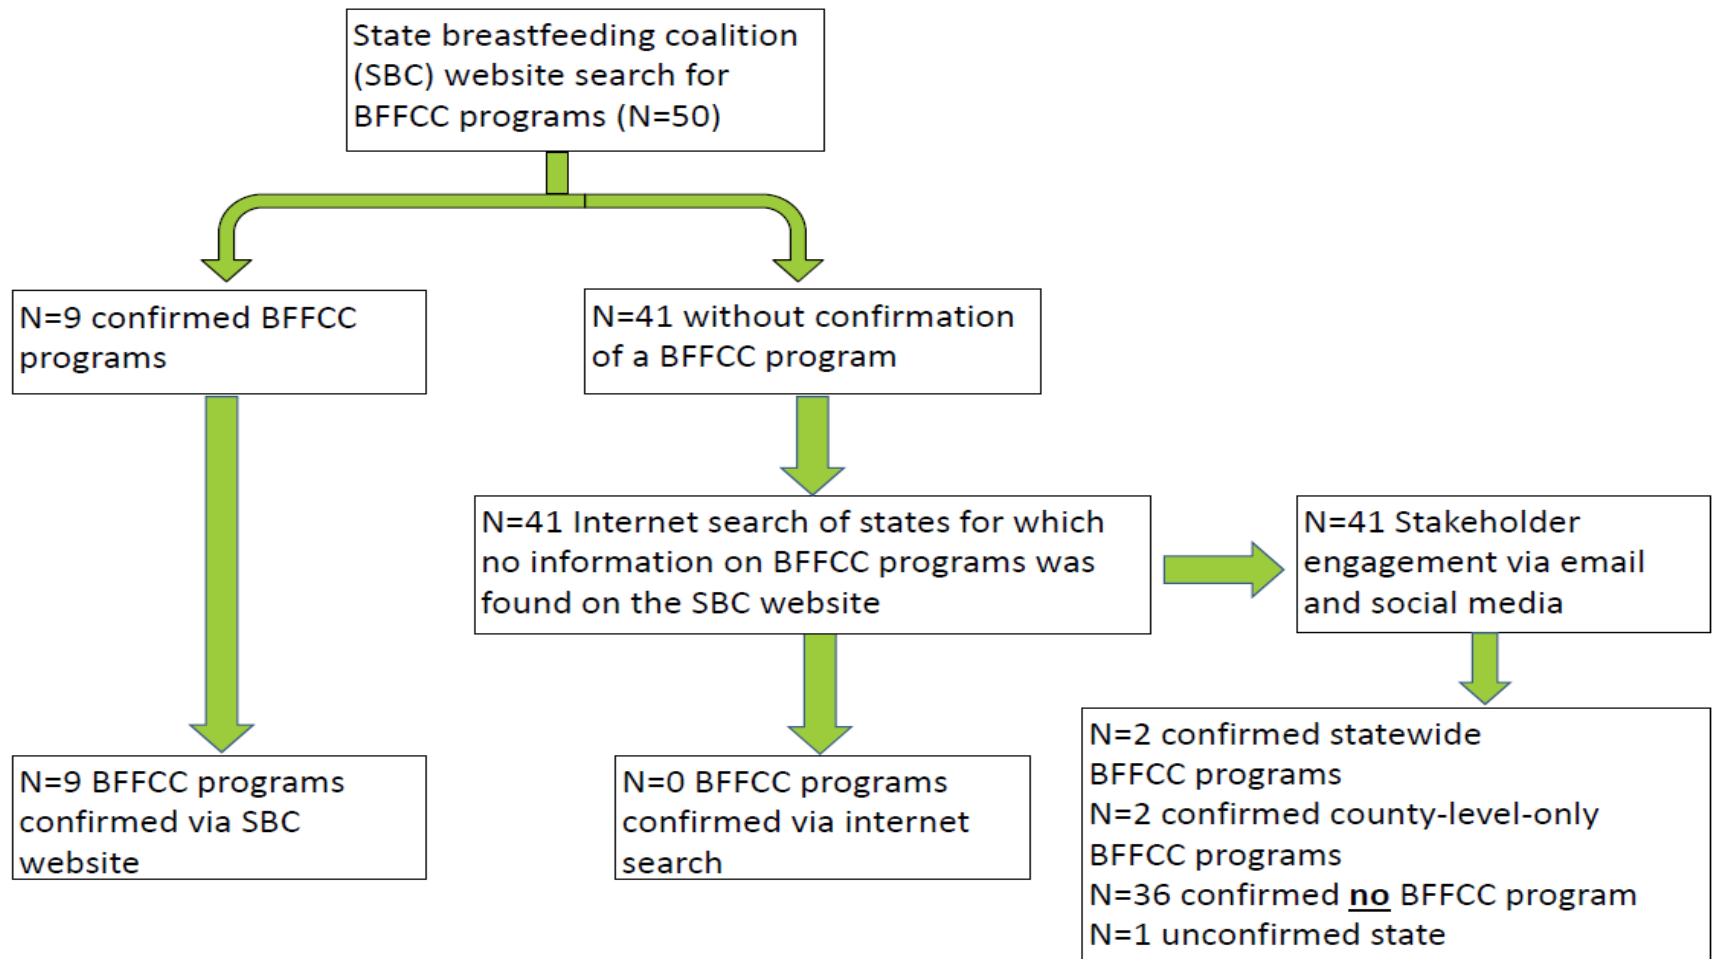 State breastfeeding coalition
(SBC) website search for
BFFCC programs (N=50)
N=9 confirmed BFFCC
programs
N=41 without confirmation
of a BFFCC program
N=41 Internet search of states for which
no information on BFFCC programs was
found on the SBC website
N=41 Stakeholder
engagement via email
and social media
N=9 BFFCC programs
confirmed via SBC
website
N=0 BFFCC programs
confirmed via internet
search
N=2 confirmed statewide
BFFCC programs
N=2 confirmed county-level-only
BFFCC programs
N=36 confirmed no BFFCC program
N=1 unconfirmed state